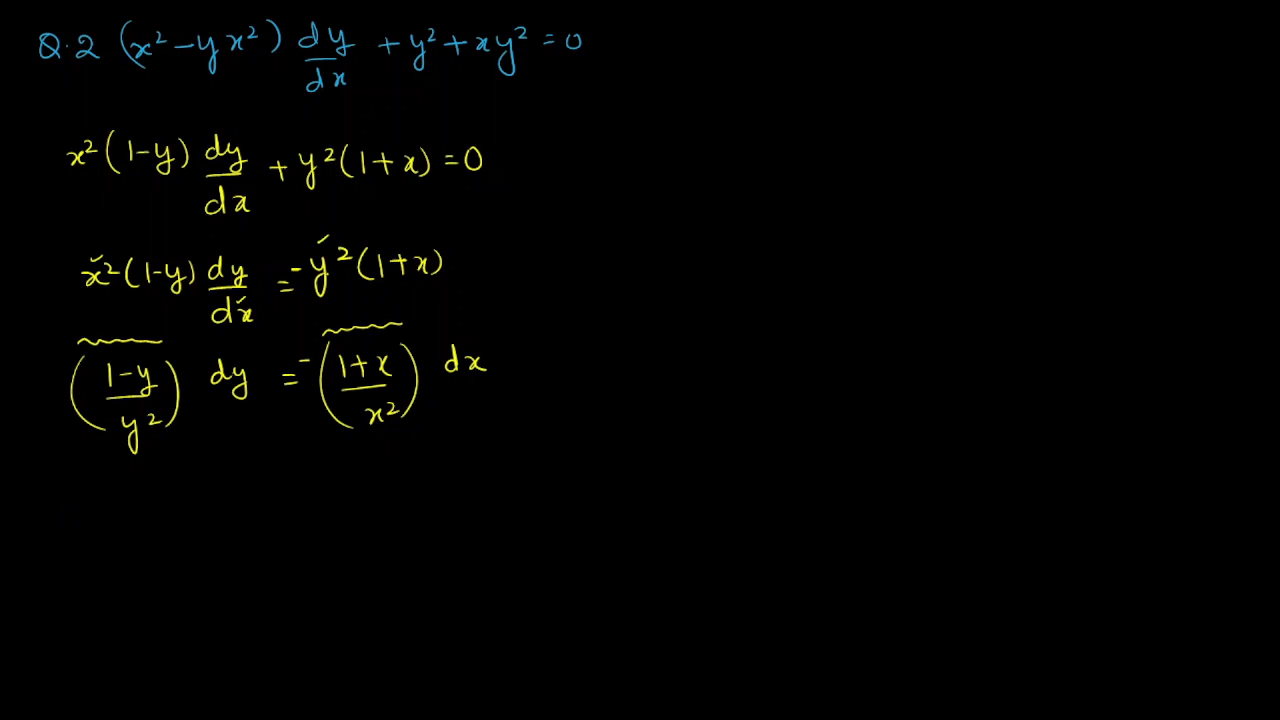 Q.2 (x² - yx²) dy/dx + y² + xy² = 0
x²(1-y) dy/dx + y²(1+x) = 0
x²(1-y) dy/dx = - y²(1+x)
((1-y)/y²) dy = - ((1+x)/x²) dx